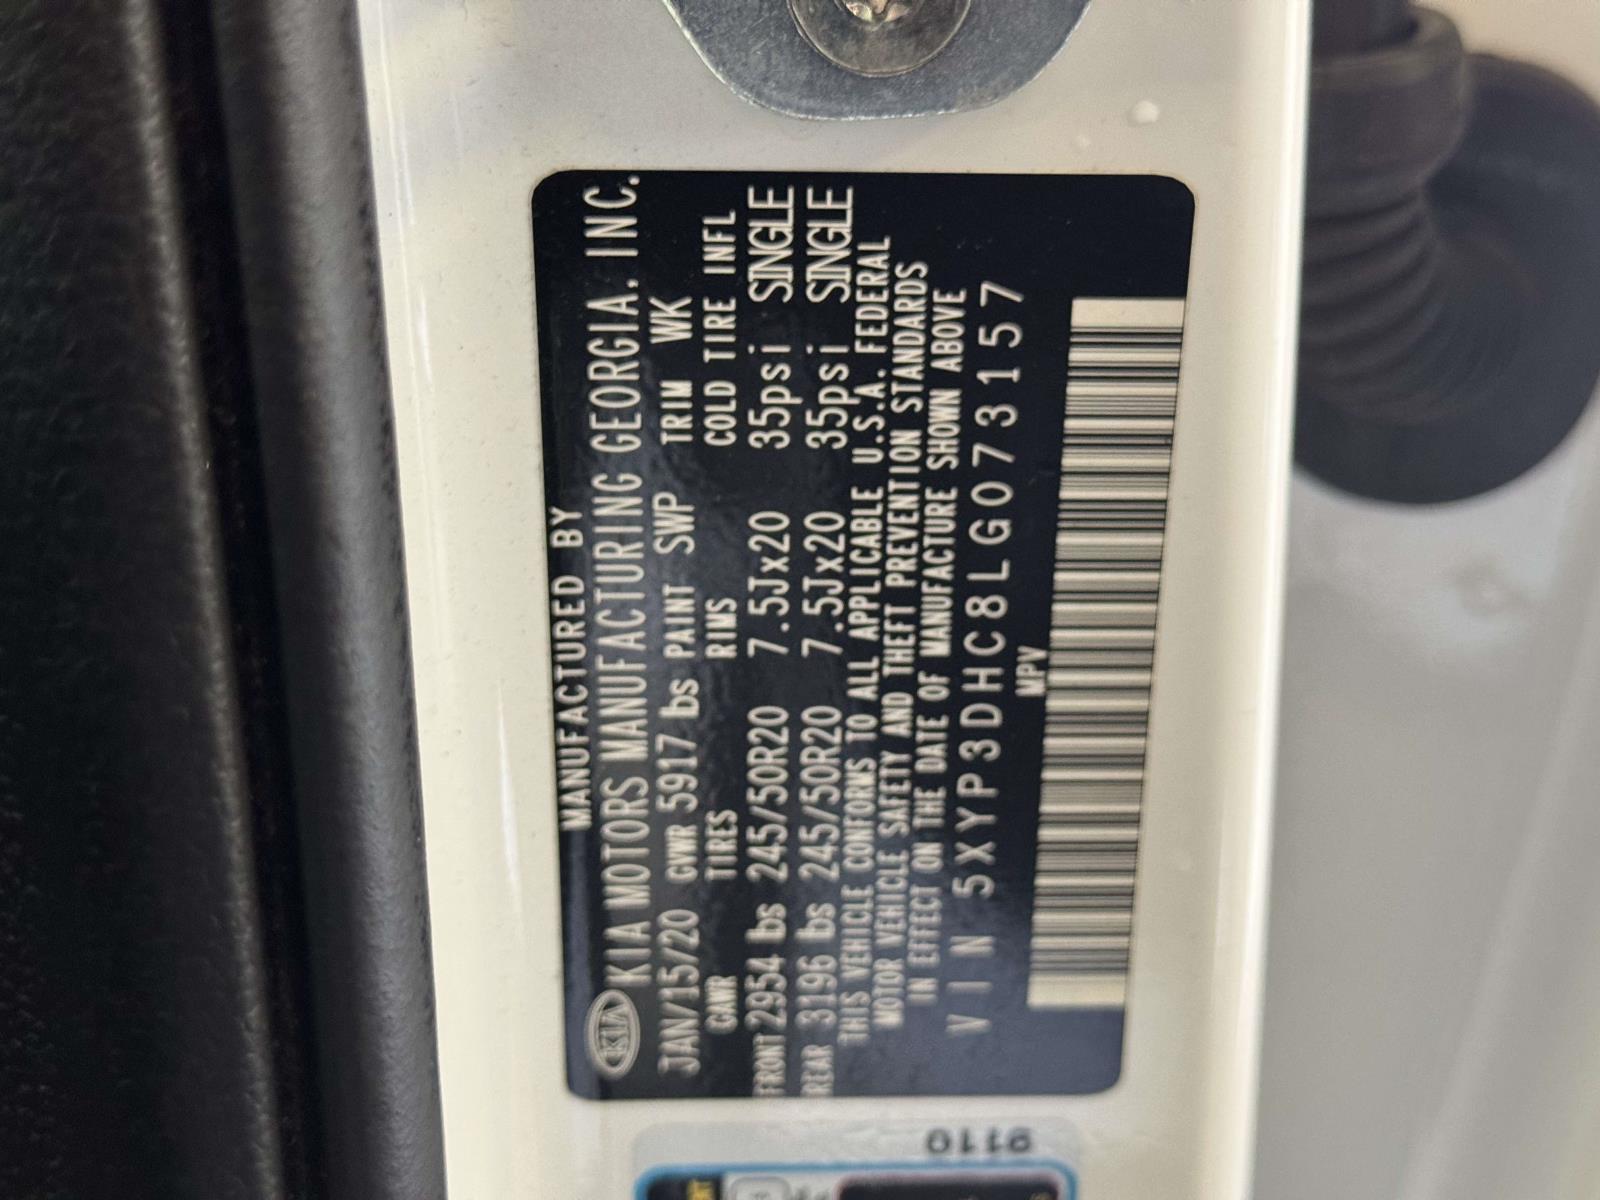 MANUFACTURED BY
KIA KIA MOTORS MANUFACTURING GEORGIA, INC.
JAN/15/20 GVWR 5917 lbs PAINT SWP TRIM WK
GAWR TIRES RIMS COLD TIRE INFL
FRONT 2954 lbs 245/50R20 7.5Jx20 35psi SINGLE
REAR 3196 lbs 245/50R20 7.5Jx20 35psi SINGLE
THIS VEHICLE CONFORMS TO ALL APPLICABLE U.S.A. FEDERAL
MOTOR VEHICLE SAFETY AND THEFT PREVENTION STANDARDS
IN EFFECT ON THE DATE OF MANUFACTURE SHOWN ABOVE
VIN 5XYP3DHC8LG073157
MPV
9110